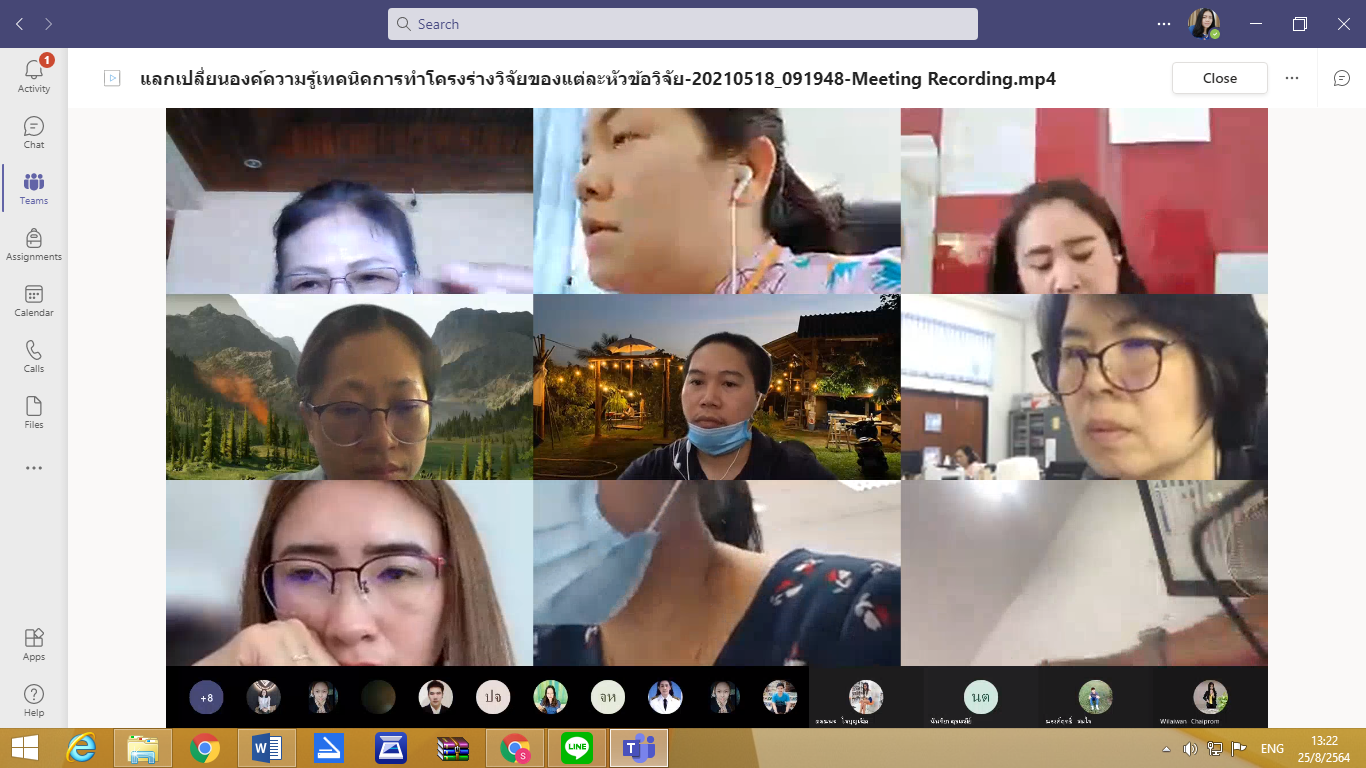 Search
แลกเปลี่ยนองค์ความรู้เทคนิคการทำโครงร่างวิจัยของแต่ละหัวข้อวิจัย-20210518_091948-Meeting Recording.mp4
Close
1
Activity
Chat
Teams
Assignments
Calendar
Calls
Files
Apps
Help
+8
ปจ
จห
นต
Wilaiwan Chaiprom
LINE
ENG
13:22
25/8/2564